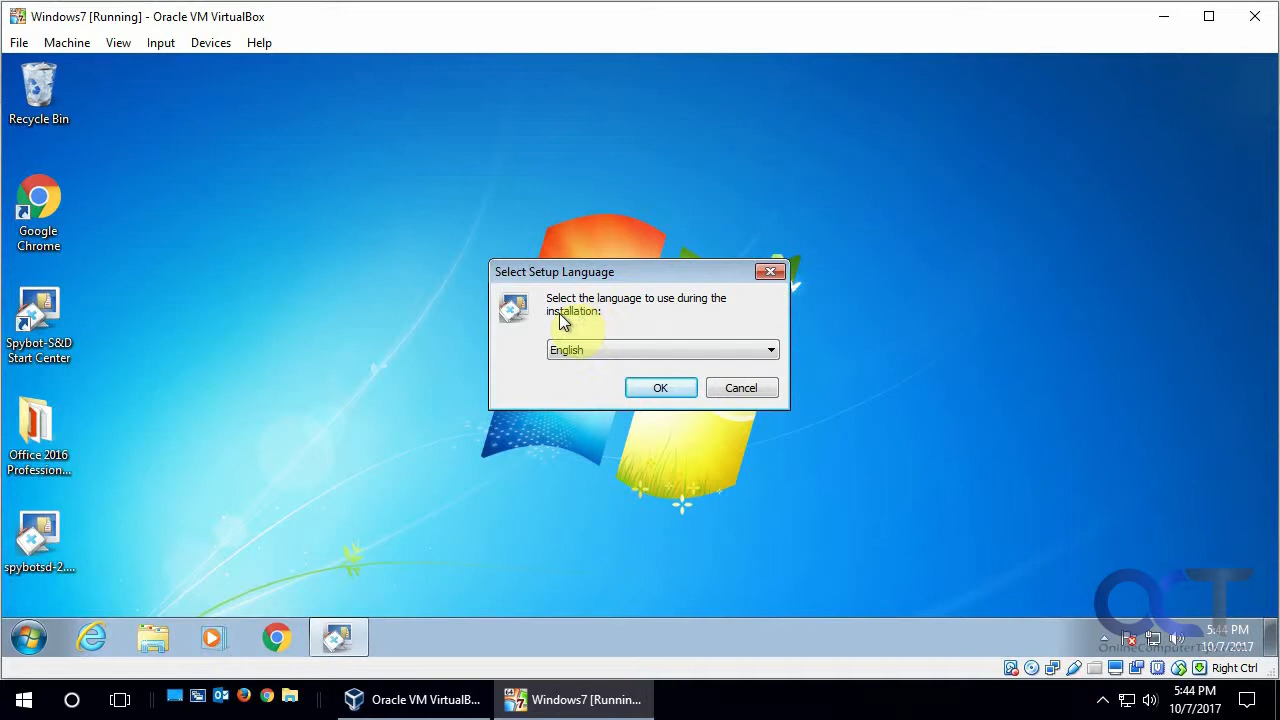 Windows7 [Running] - Oracle VM VirtualBox
File Machine View Input Devices Help
Recycle Bin
Google
Chrome
Spybot-S&D
Start Center
Office 2016
Profession...
spybotsd-2....
Select Setup Language
Select the language to use during the
installation:
English
OK Cancel
OCT
5:44 PM
10/7/2017
Right Ctrl
Oracle VM VirtualB...
Windows7 [Runnin...
5:44 PM
10/7/2017